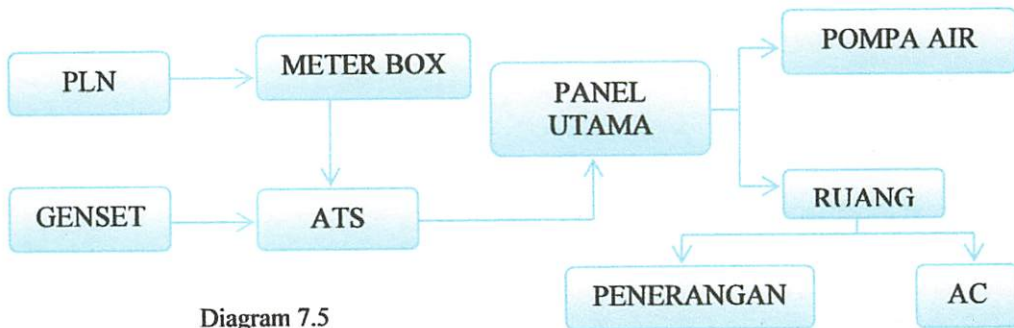 PLN
METER BOX
PANEL
UTAMA
POMPA AIR
GENSET
ATS
RUANG
PENERANGAN
AC
Diagram 7.5